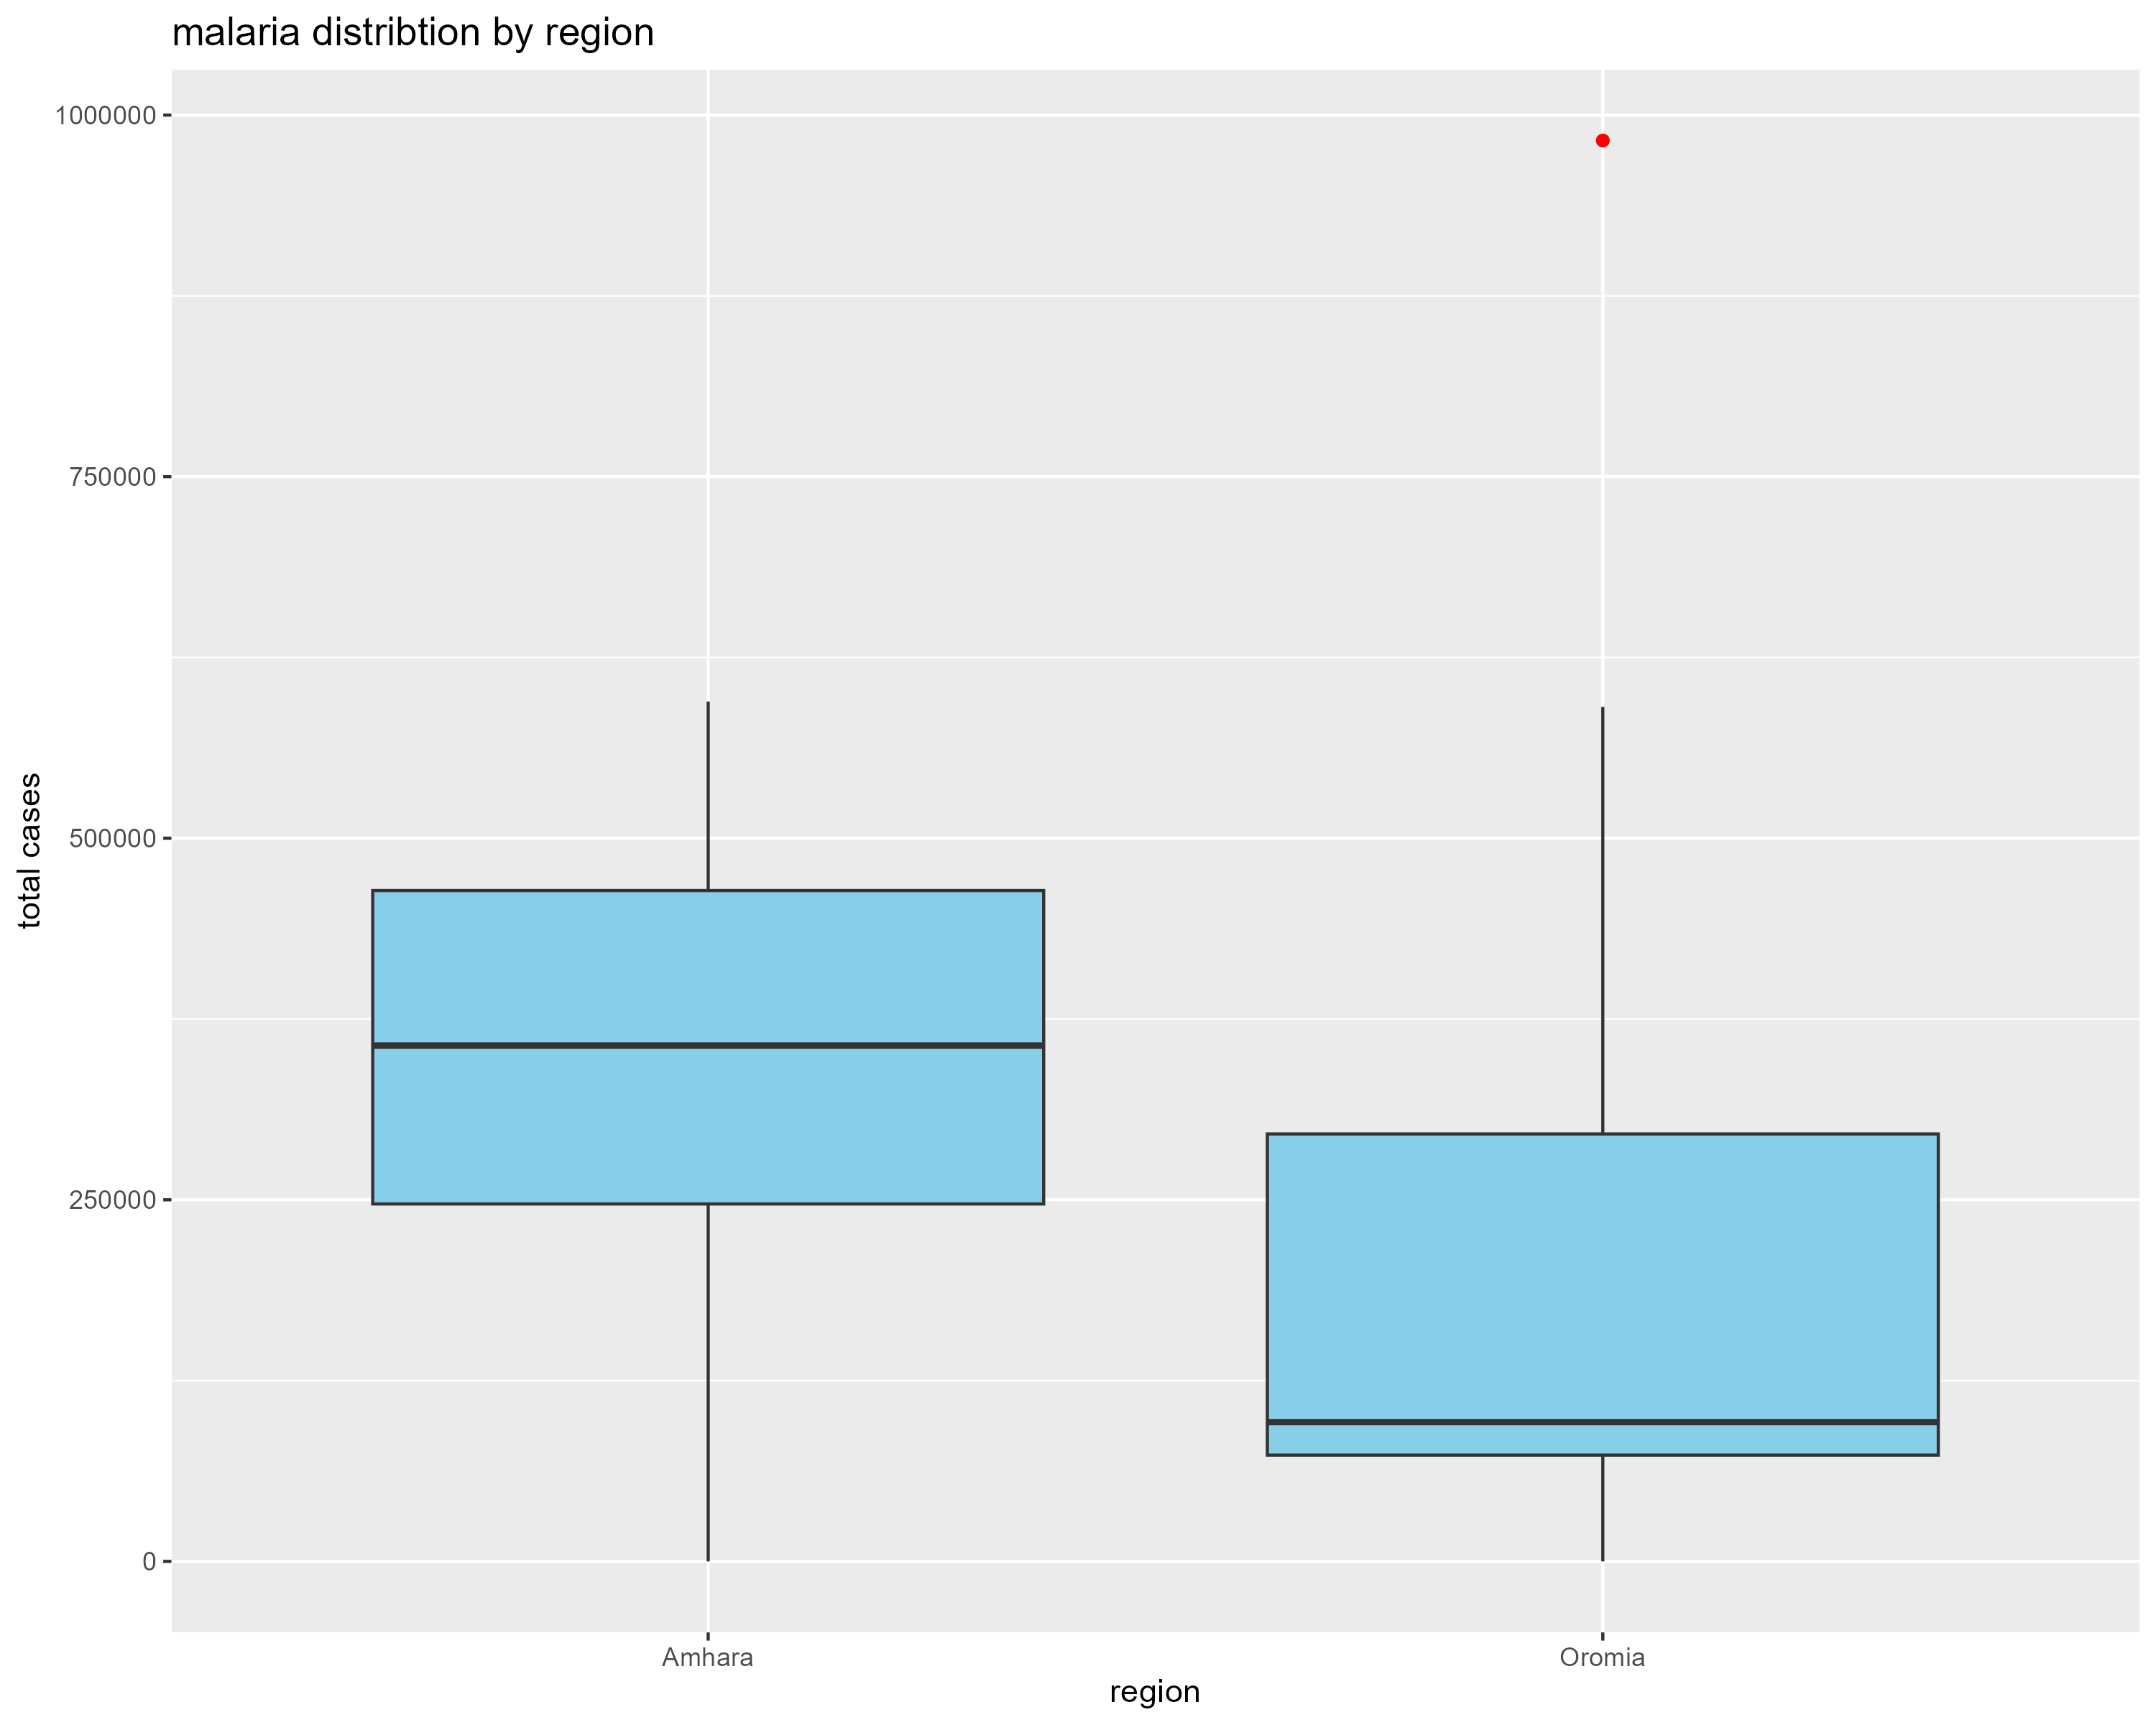 malaria distribtion by region
1000000
750000
500000
250000
0
total cases
Amhara
Oromia
region